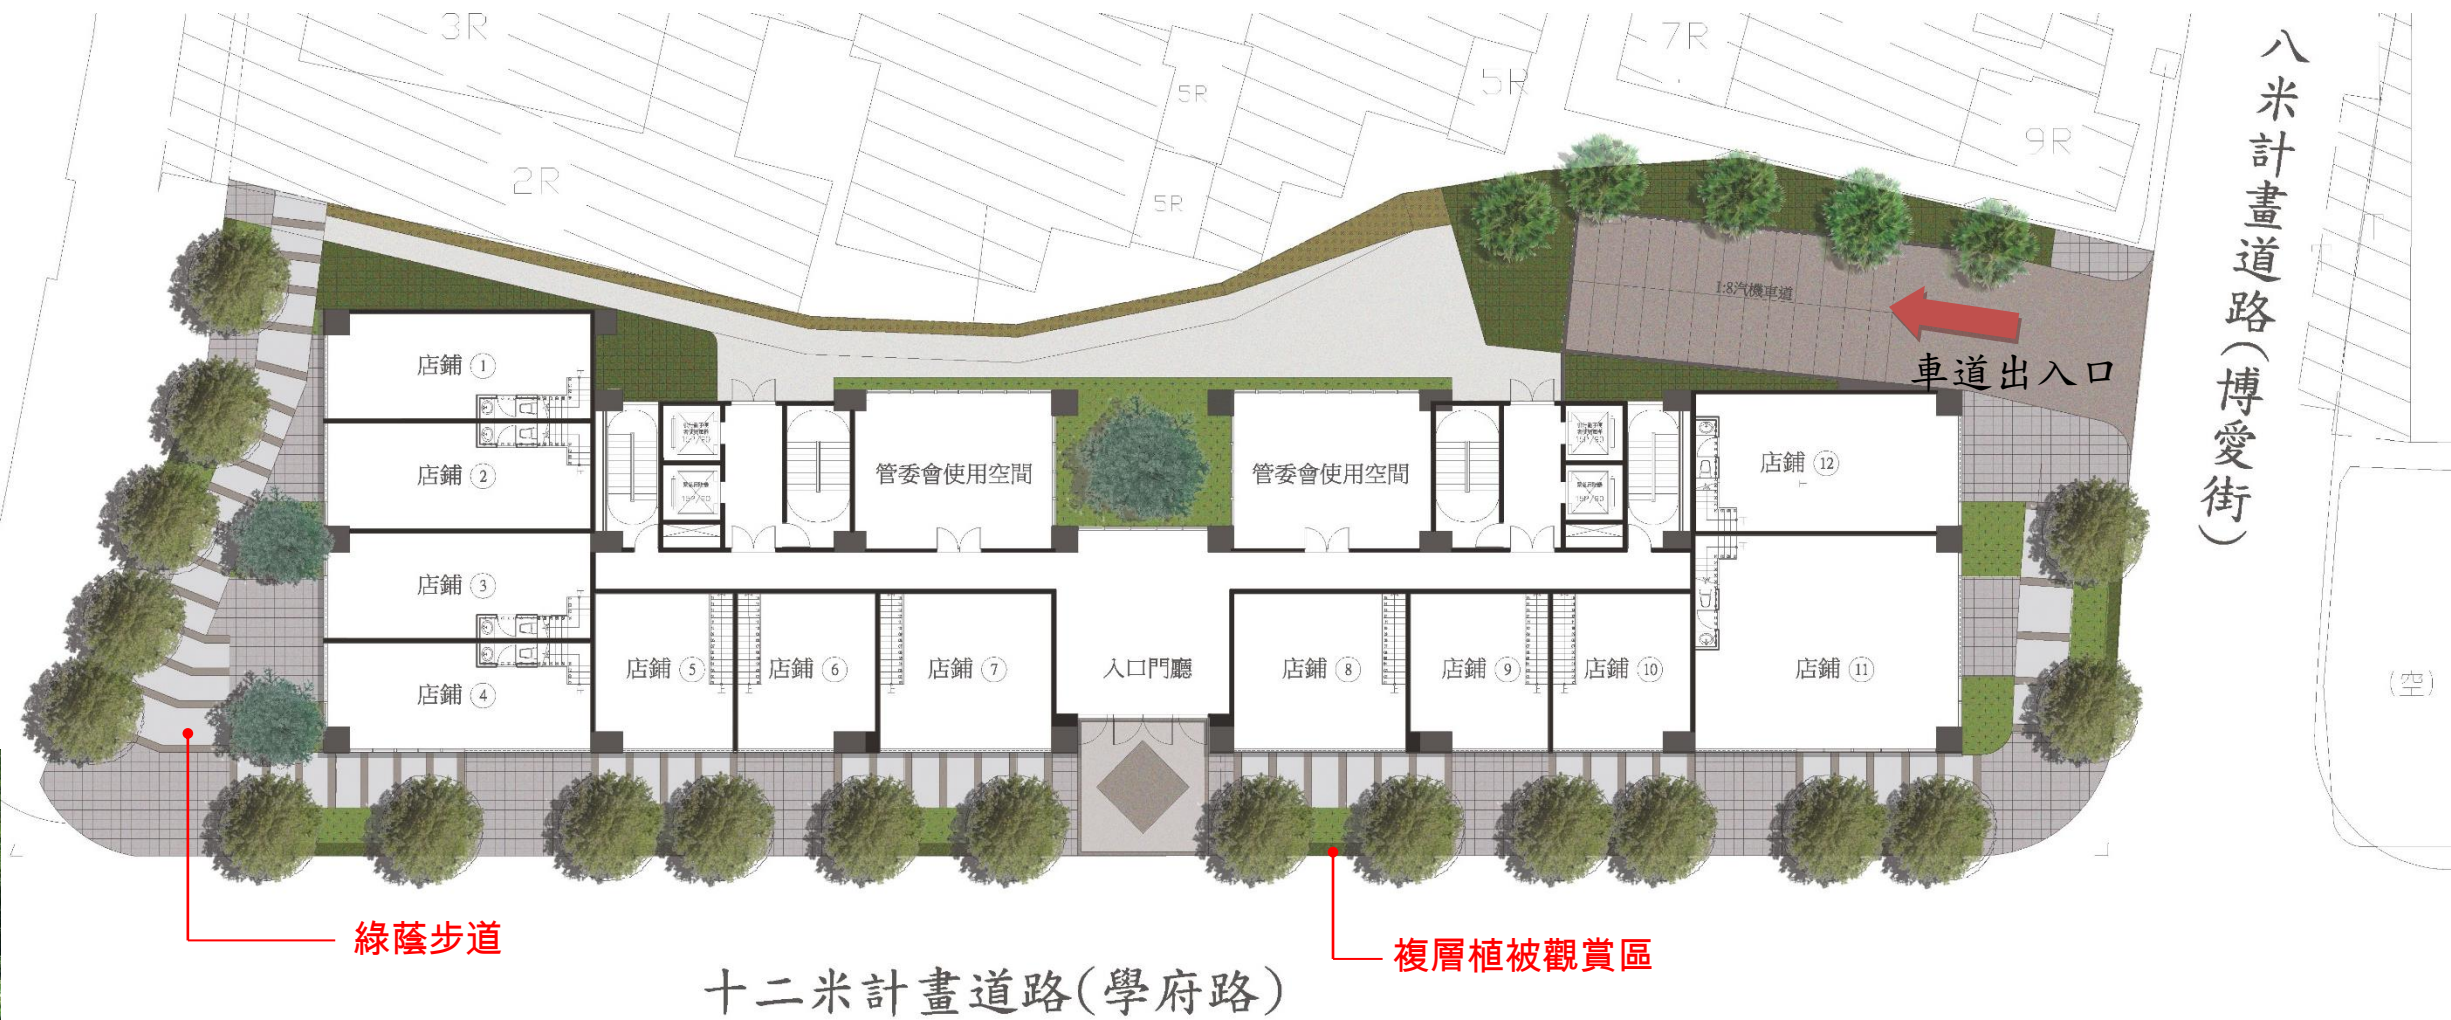 3R
7R
5R
5R
9R
2R
5R
八米計畫道路(博愛街)
1:8汽機車道
車道出入口
店鋪 ①
店鋪 ②
店鋪 ③
店鋪 ④
管委會使用空間
管委會使用空間
店鋪 ⑫
店鋪 ⑤
店鋪 ⑥
店鋪 ⑦
入口門廳
店鋪 ⑧
店鋪 ⑨
店鋪 ⑩
店鋪 ⑪
(空)
綠蔭步道
複層植被觀賞區
十二米計畫道路(學府路)